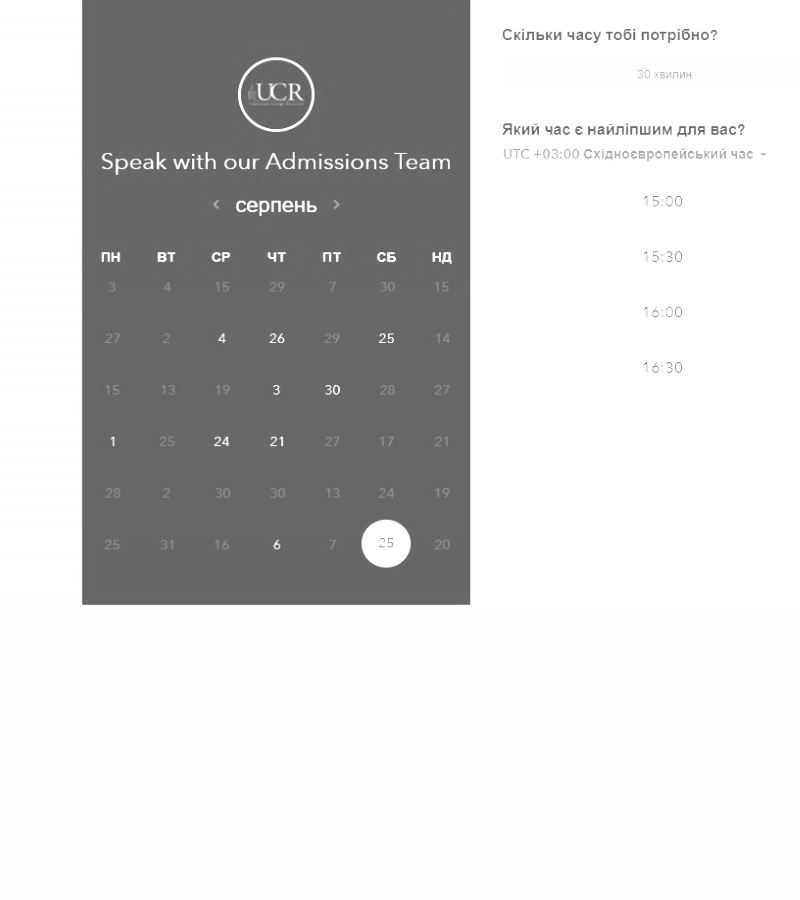 UCR
Speak with our Admissions Team
< серпень >
ПН ВТ СР ЧТ ПТ СБ НД
3 4 15 29 7 30 15
27 2 4 26 29 25 14
15 13 19 3 30 28 27
1 25 24 21 27 17 21
28 2 30 30 13 24 19
25 31 16 6 7 25 20
Скільки часу тобі потрібно?
30 хвилин
Який час є найліпшим для вас?
UTC +03:00 Східноєвропейський час
15:00
15:30
16:00
16:30